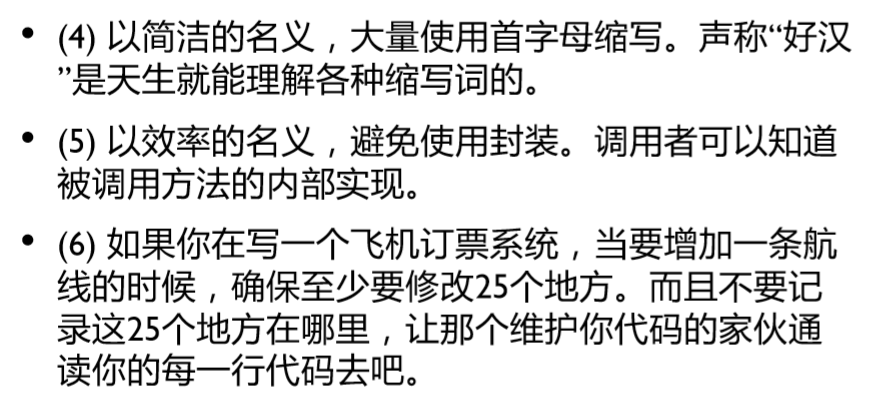 • (4) 以简洁的名义，大量使用首字母缩写。声称“好汉
”是天生就能理解各种缩写词的。
• (5) 以效率的名义，避免使用封装。调用者可以知道
被调用方法的内部实现。
• (6) 如果你在写一个飞机订票系统，当要增加一条航
线的时候，确保至少要修改25个地方。而且不要记
录这25个地方在哪里，让那个维护你代码的家伙通
读你的每一行代码去吧。